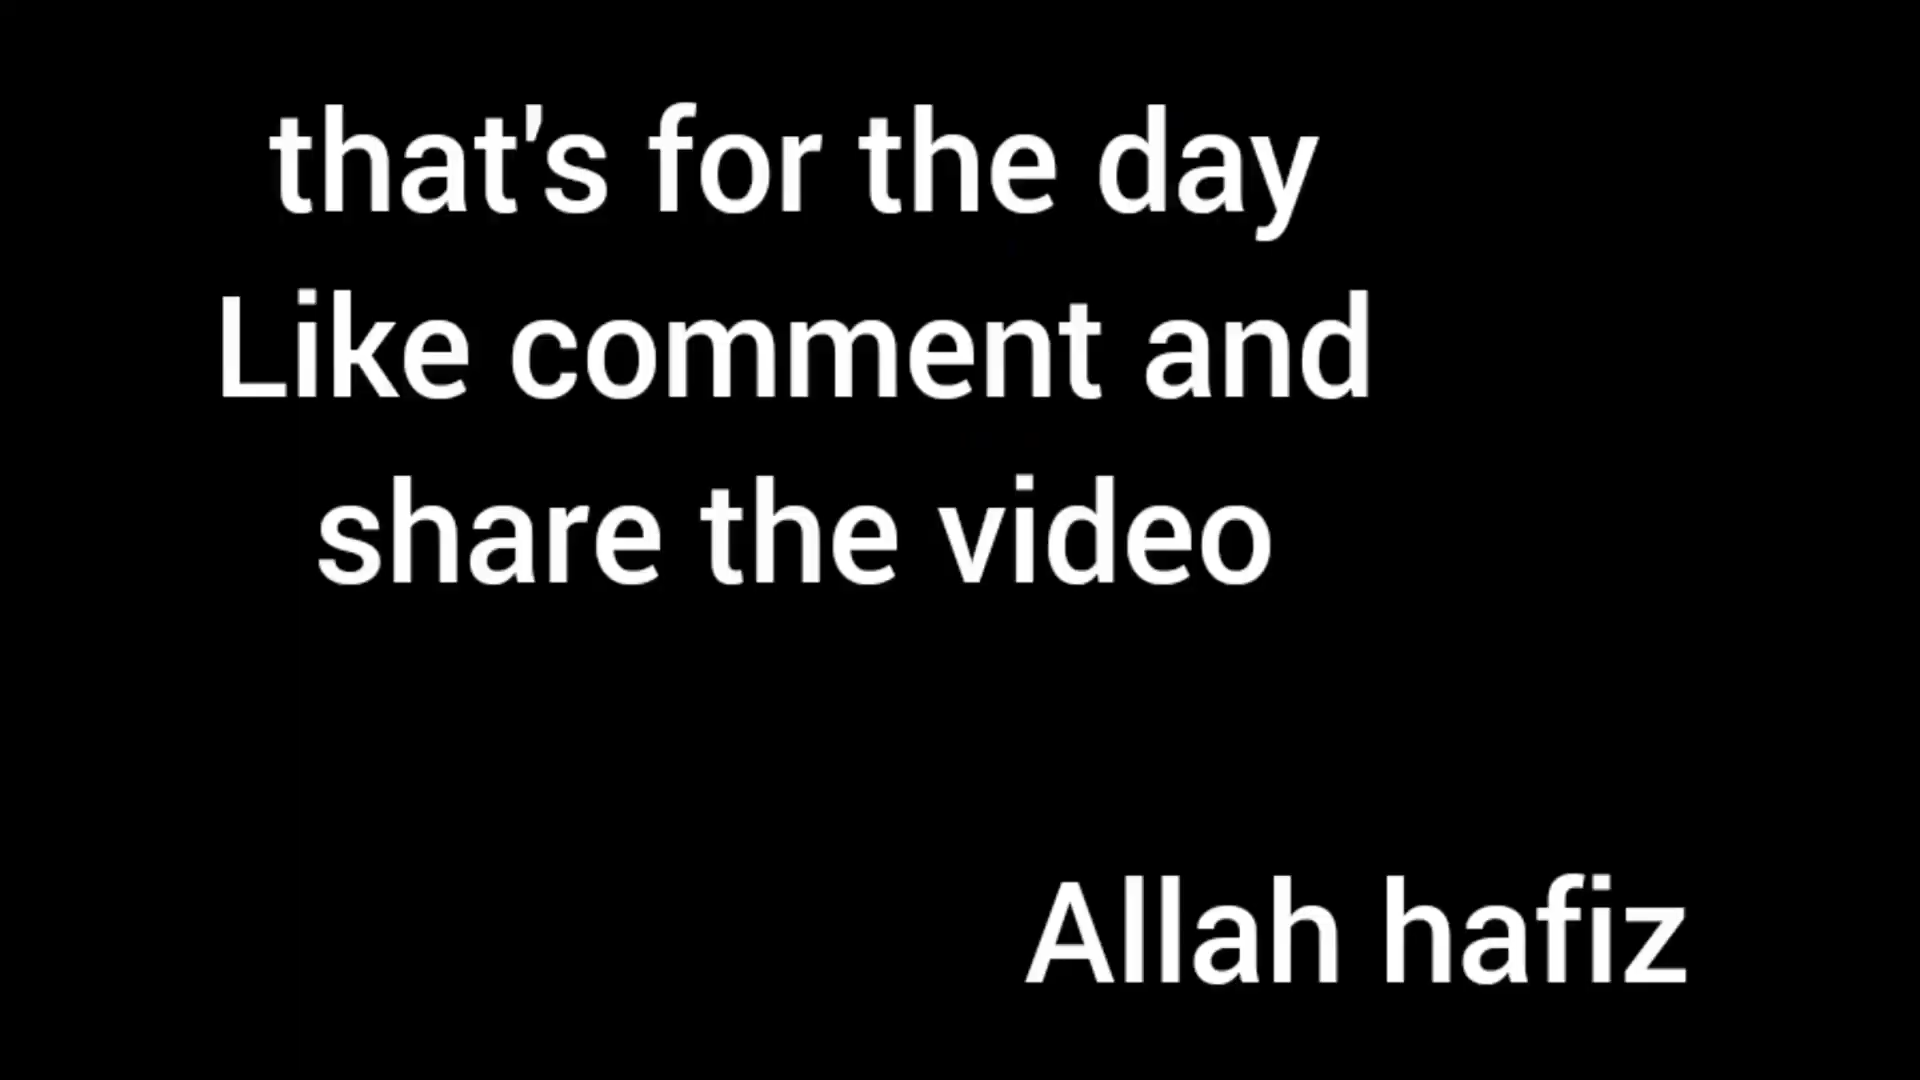 that's for the day
Like comment and
share the video
Allah hafiz